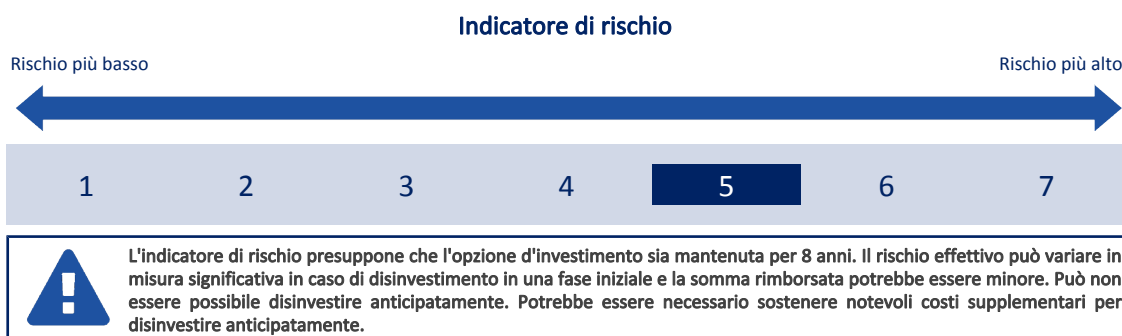 Indicatore di rischio
Rischio più basso
Rischio più alto
1 2 3 4 5 6 7
L'indicatore di rischio presuppone che l'opzione d'investimento sia mantenuta per 8 anni. Il rischio effettivo può variare in
misura significativa in caso di disinvestimento in una fase iniziale e la somma rimborsata potrebbe essere minore. Può non
essere possibile disinvestire anticipatamente. Potrebbe essere necessario sostenere notevoli costi supplementari per
disinvestire anticipatamente.